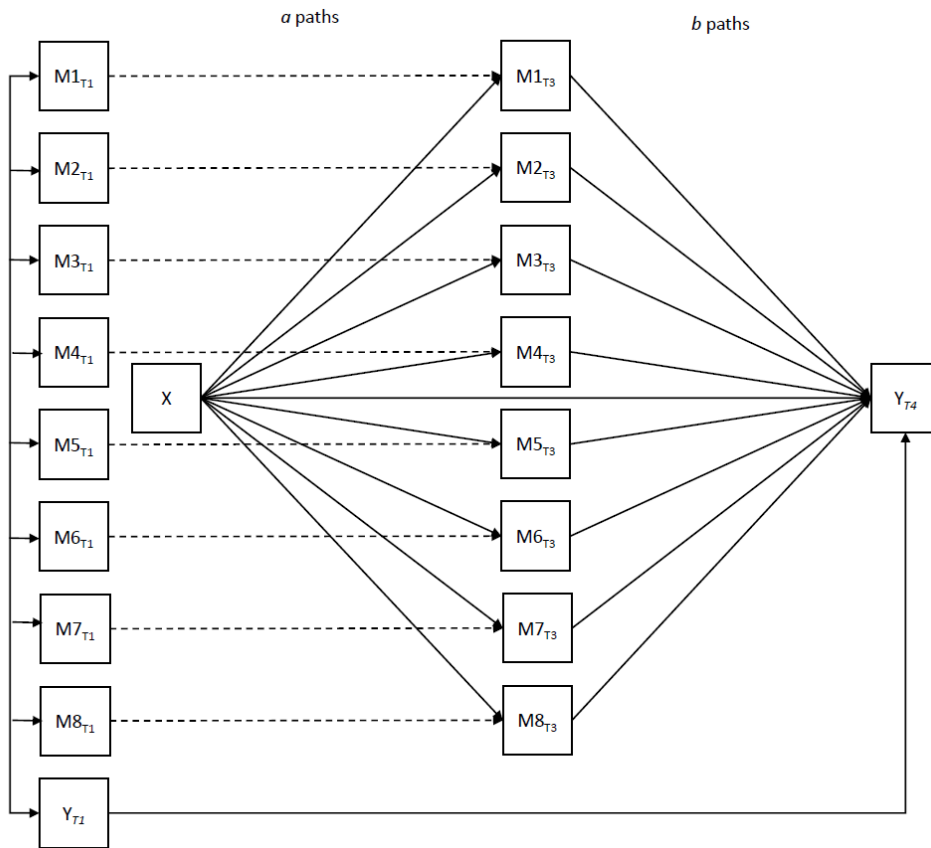 a paths
b paths
M1T1
M1T3
M2T1
M2T3
M3T1
M3T3
M4T1
M4T3
X
YT4
M5T1
M5T3
M6T1
M6T3
M7T1
M7T3
M8T1
M8T3
YT1